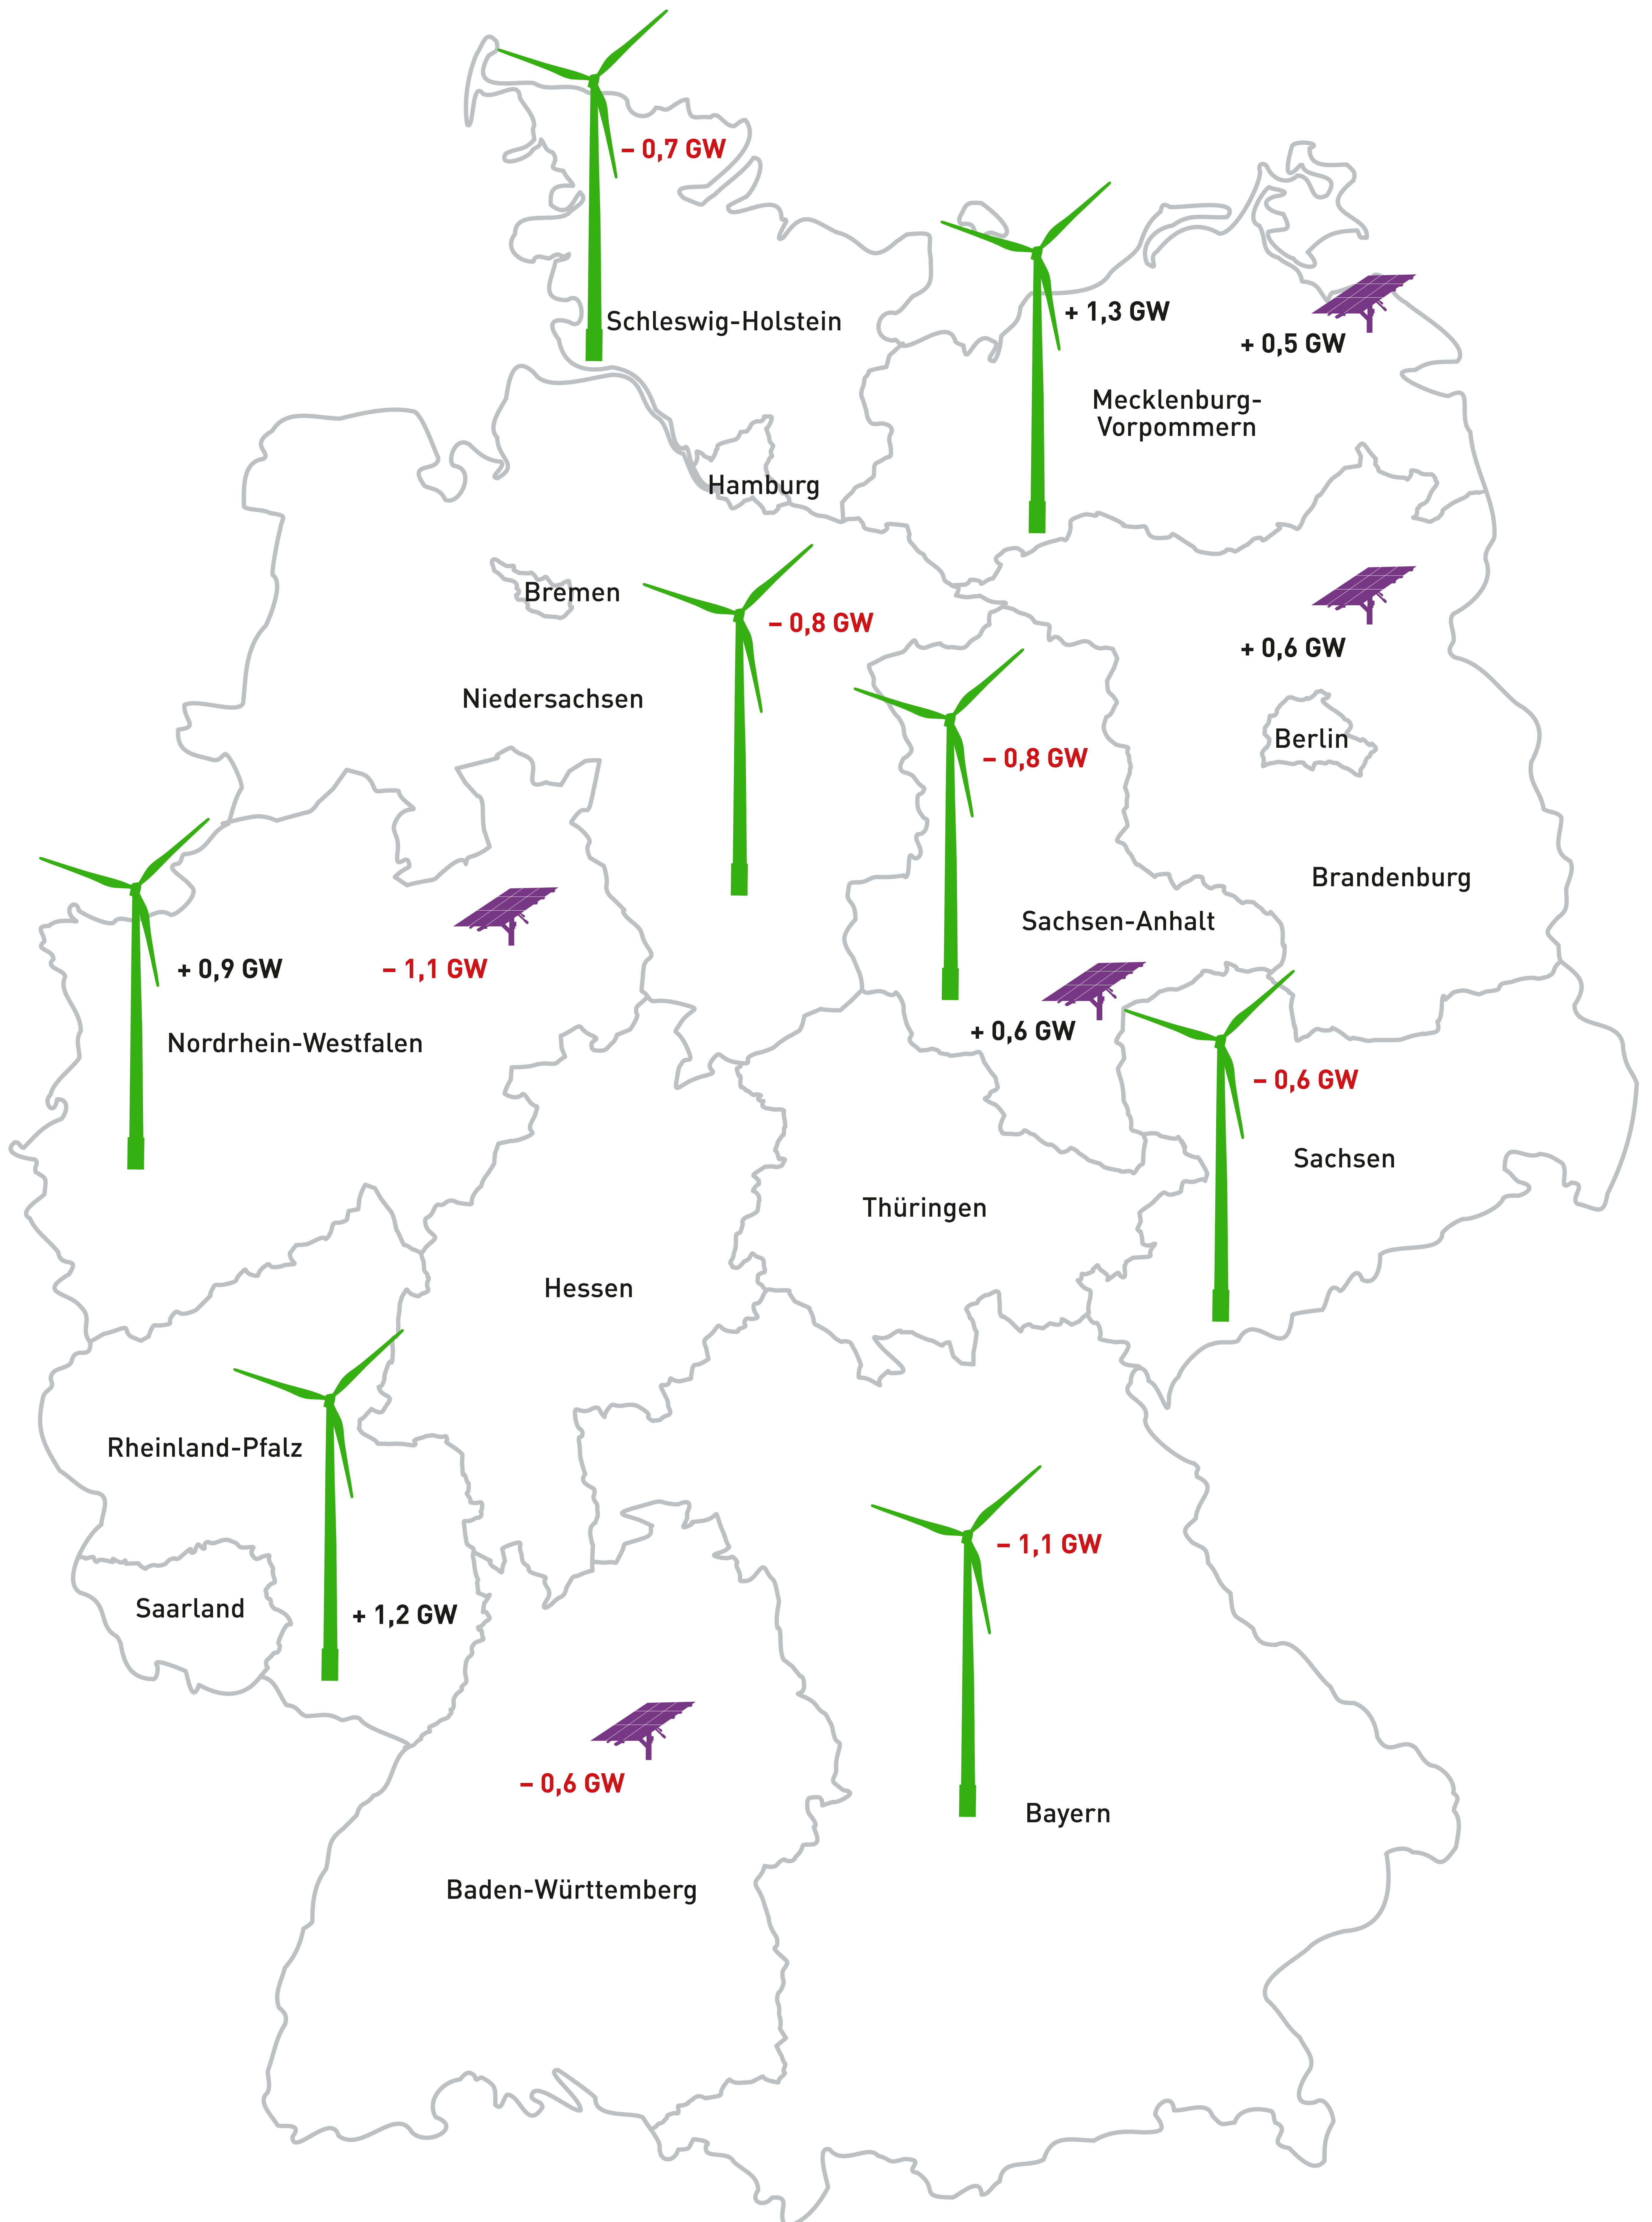 – 0,7 GW
Schleswig-Holstein
+ 1,3 GW
+ 0,5 GW
Mecklenburg-
Vorpommern
Hamburg
Bremen
– 0,8 GW
+ 0,6 GW
Niedersachsen
Berlin
– 0,8 GW
Brandenburg
Sachsen-Anhalt
+ 0,9 GW
– 1,1 GW
+ 0,6 GW
Nordrhein-Westfalen
– 0,6 GW
Sachsen
Thüringen
Hessen
Rheinland-Pfalz
– 1,1 GW
Saarland
+ 1,2 GW
– 0,6 GW
Bayern
Baden-Württemberg